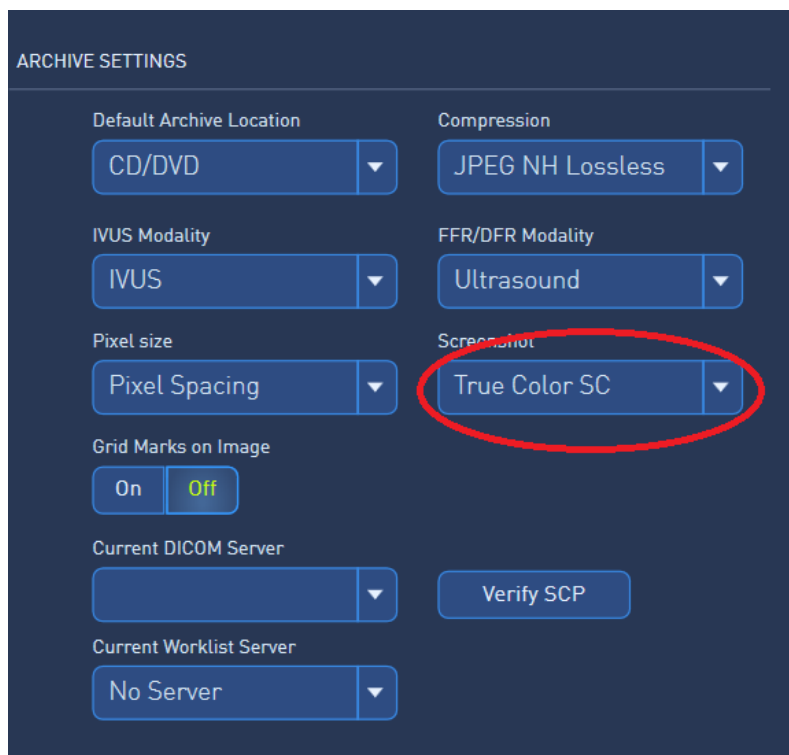 ARCHIVE SETTINGS
Default Archive Location
Compression
CD/DVD
JPEG NH Lossless
IVUS Modality
FFR/DFR Modality
IVUS
Ultrasound
Pixel size
Screenshot
Pixel Spacing
True Color SC
Grid Marks on Image
On
Off
Current DICOM Server
Verify SCP
Current Worklist Server
No Server